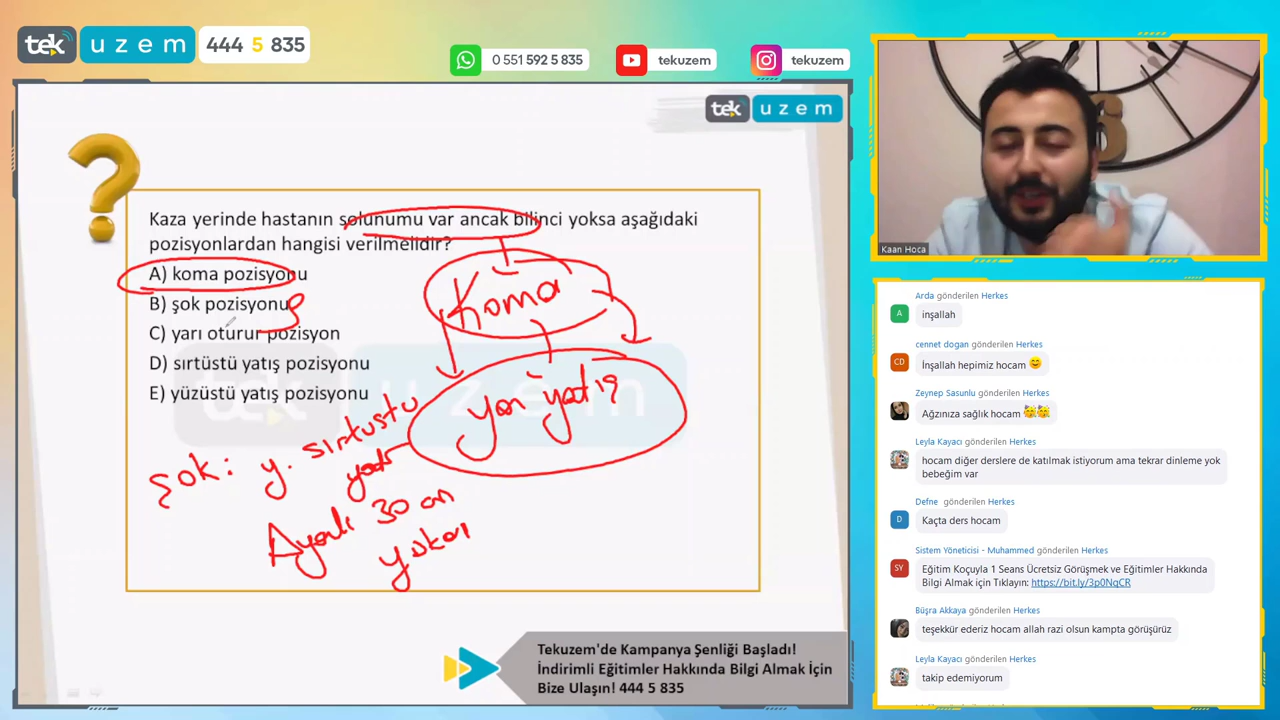 tek uzem 444 5 835
0 551 592 5 835
tekuzem
tekuzem
tek uzem
Kaza yerinde hastanın solunumu var ancak bilinci yoksa aşağıdaki
pozisyonlardan hangisi verilmelidir?
A) koma pozisyonu
B) şok pozisyonu
C) yarı oturur pozisyon
D) sırtüstü yatış pozisyonu
E) yüzüstü yatış pozisyonu
Koma
yan yatış
Şok: y. sırtüstü
yatır
Ayak 30 cm
yukarı
Tekuzem'de Kampanya Şenliği Başladı!
İndirimli Eğitimler Hakkında Bilgi Almak İçin
Bize Ulaşın! 444 5 835
Kaan Hoca
Arda gönderilen Herkes
A inşallah
cennet dogan gönderilen Herkes
CD İnşallah hepimiz hocam 😊
Zeynep Sasunlu gönderilen Herkes
Ağzınıza sağlık hocam 🥳🥳
Leyla Kayacı gönderilen Herkes
hocam diğer derslere de katılmak istiyorum ama tekrar dinleme yok
bebeğim var
Defne gönderilen Herkes
D Kaçta ders hocam
Sistem Yöneticisi - Muhammed gönderilen Herkes
SY Eğitim Koçuyla 1 Seans Ücretsiz Görüşmek ve Eğitimler Hakkında
Bilgi Almak için Tıklayın: https://bit.ly/3p0NqCR
Büşra Akkaya gönderilen Herkes
teşekkür ederiz hocam allah razi olsun kampta görüşürüz
Leyla Kayacı gönderilen Herkes
takip edemiyorum